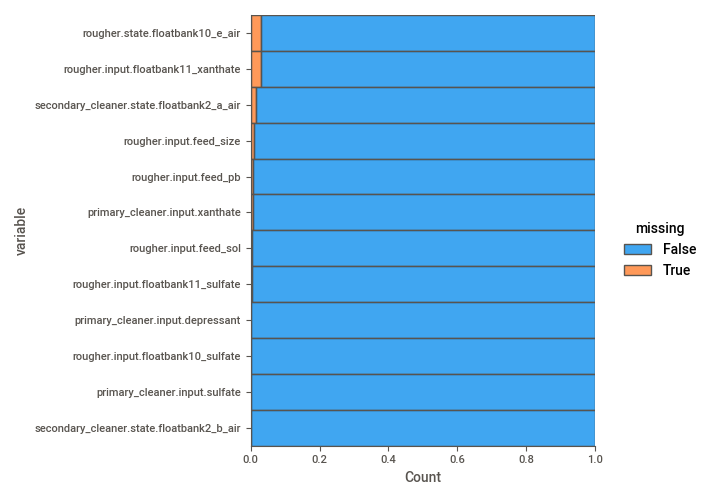 rougher.state.floatbank10_e_air
rougher.input.floatbank11_xanthate
secondary_cleaner.state.floatbank2_a_air
rougher.input.feed_size
rougher.input.feed_pb
primary_cleaner.input.xanthate
rougher.input.feed_sol
rougher.input.floatbank11_sulfate
primary_cleaner.input.depressant
rougher.input.floatbank10_sulfate
primary_cleaner.input.sulfate
secondary_cleaner.state.floatbank2_b_air
variable
0.0 0.2 0.4 0.6 0.8 1.0
Count
missing
False
True